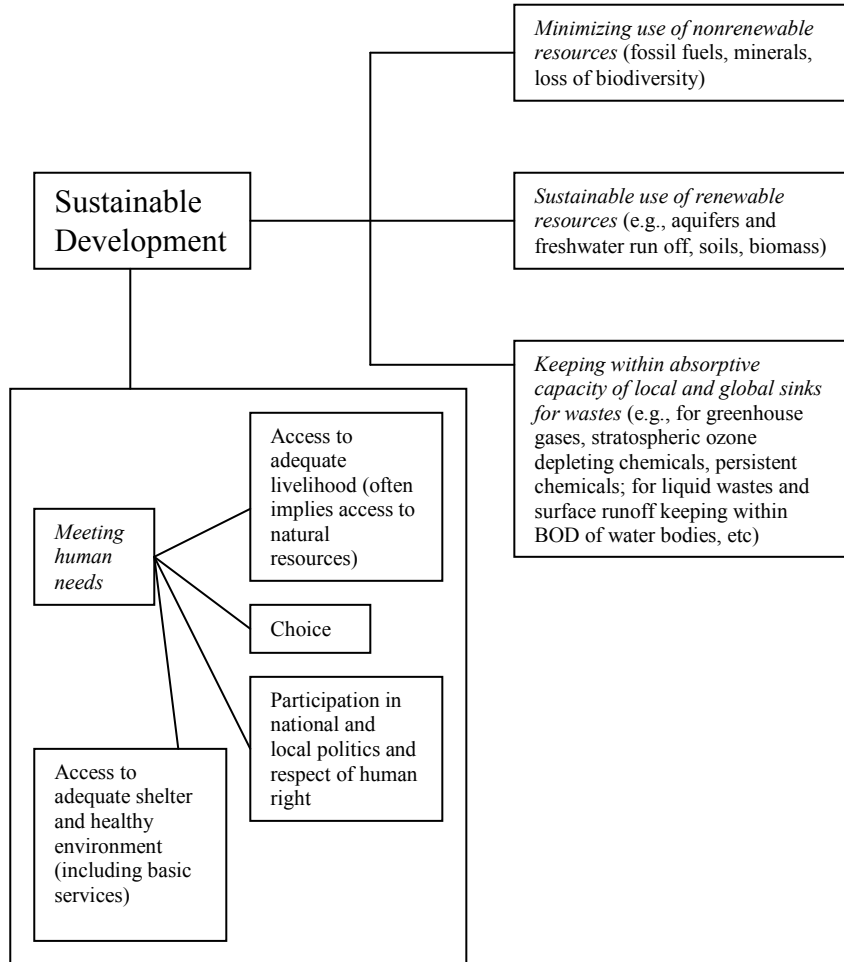 Minimizing use of nonrenewable
resources (fossil fuels, minerals,
loss of biodiversity)
Sustainable
Development
Sustainable use of renewable
resources (e.g., aquifers and
freshwater run off, soils, biomass)
Keeping within absorptive
capacity of local and global sinks
for wastes (e.g., for greenhouse
gases, stratospheric ozone
depleting chemicals, persistent
chemicals; for liquid wastes and
surface runoff keeping within
BOD of water bodies, etc)
Meeting
human
needs
Access to
adequate
livelihood (often
implies access to
natural
resources)
Choice
Participation in
national and
local politics and
respect of human
right
Access to
adequate shelter
and healthy
environment
(including basic
services)